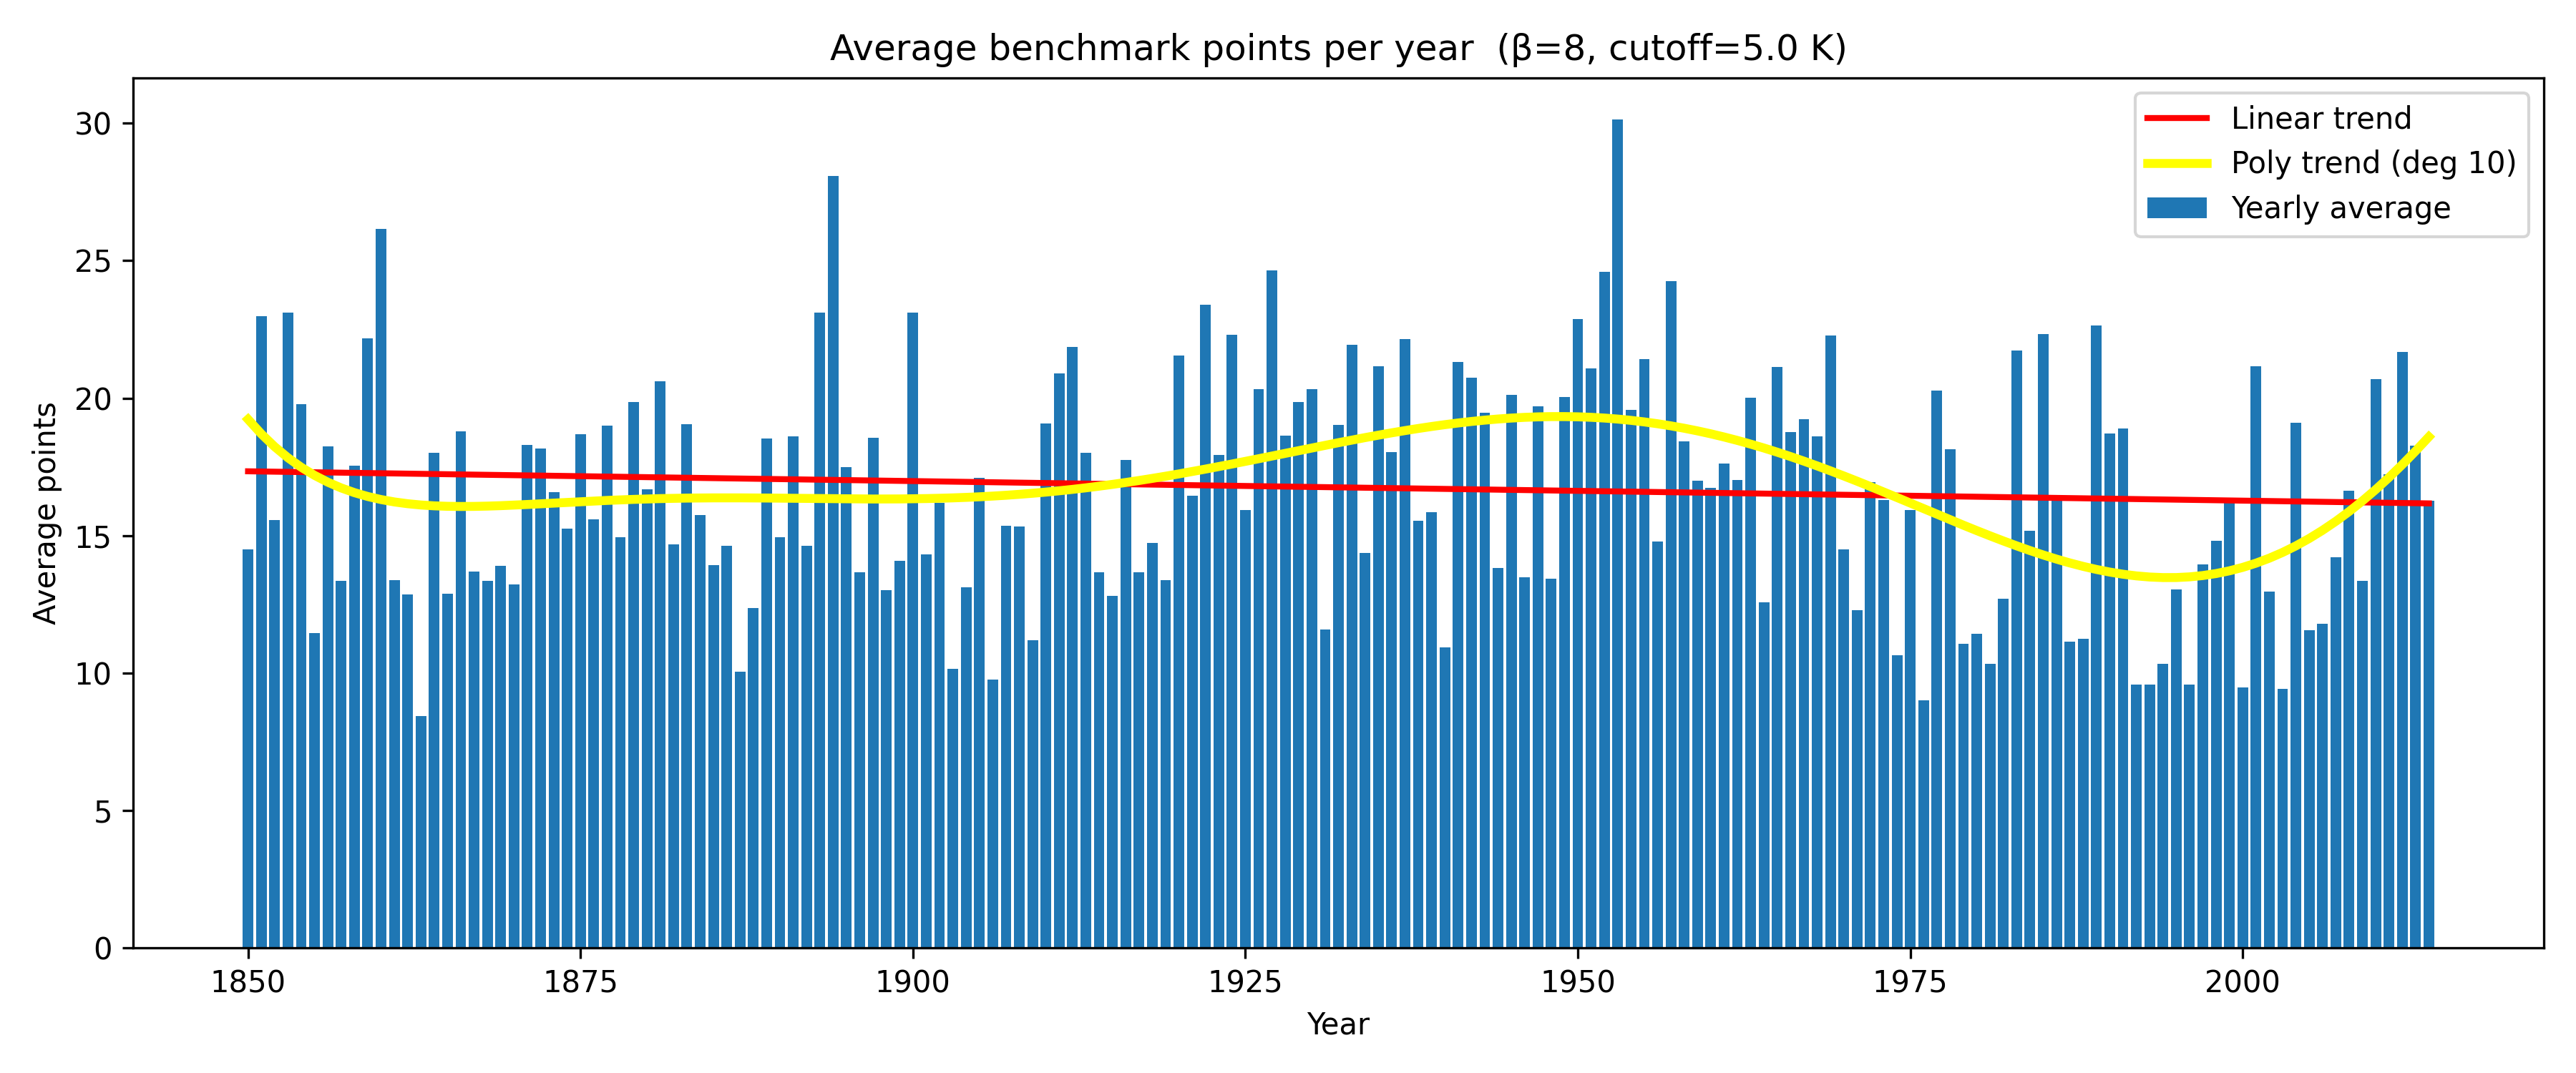 Average benchmark points per year  (β=8, cutoff=5.0 K)
Linear trend
Poly trend (deg 10)
Yearly average
Average points
30
25
20
15
10
5
0
1850
1875
1900
1925
1950
1975
2000
Year